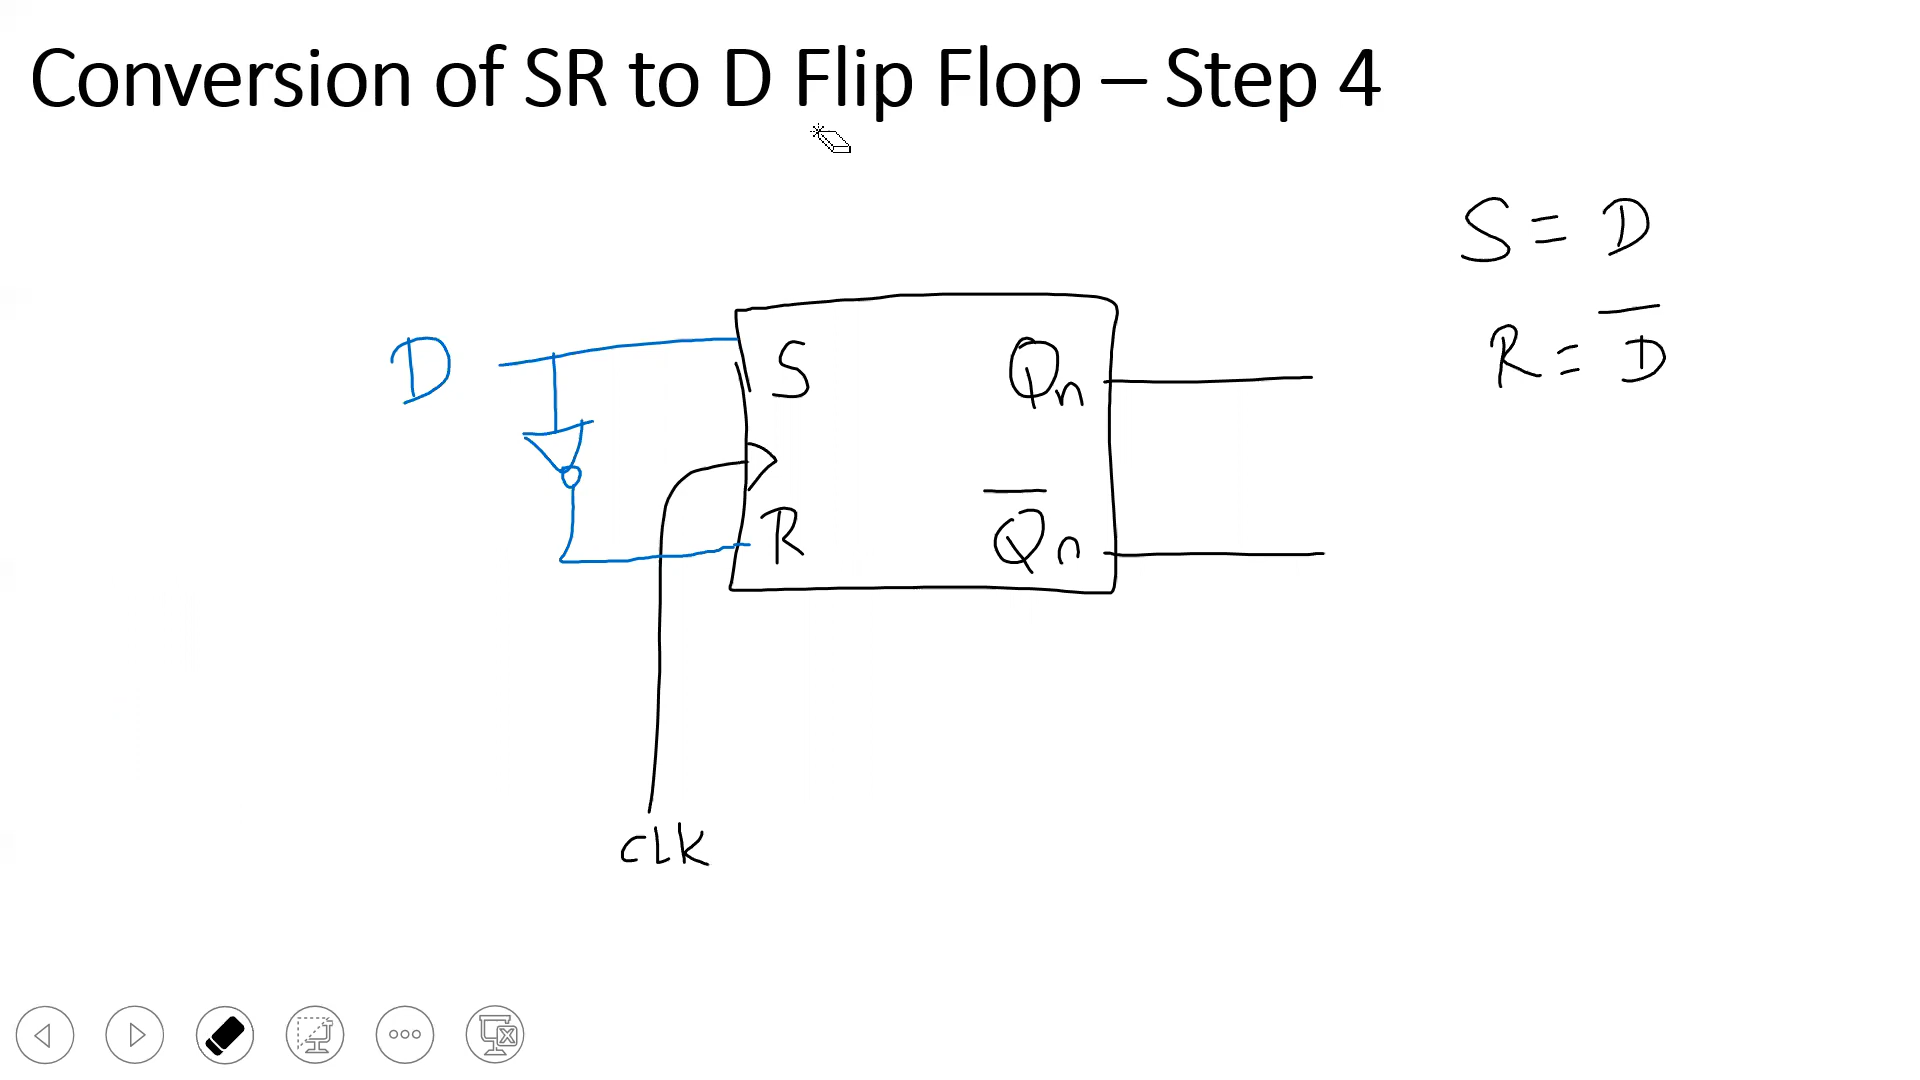 Conversion of SR to D Flip Flop – Step 4
S = D
R = D̅
D
S
Qn
R
Q̅n
CLK